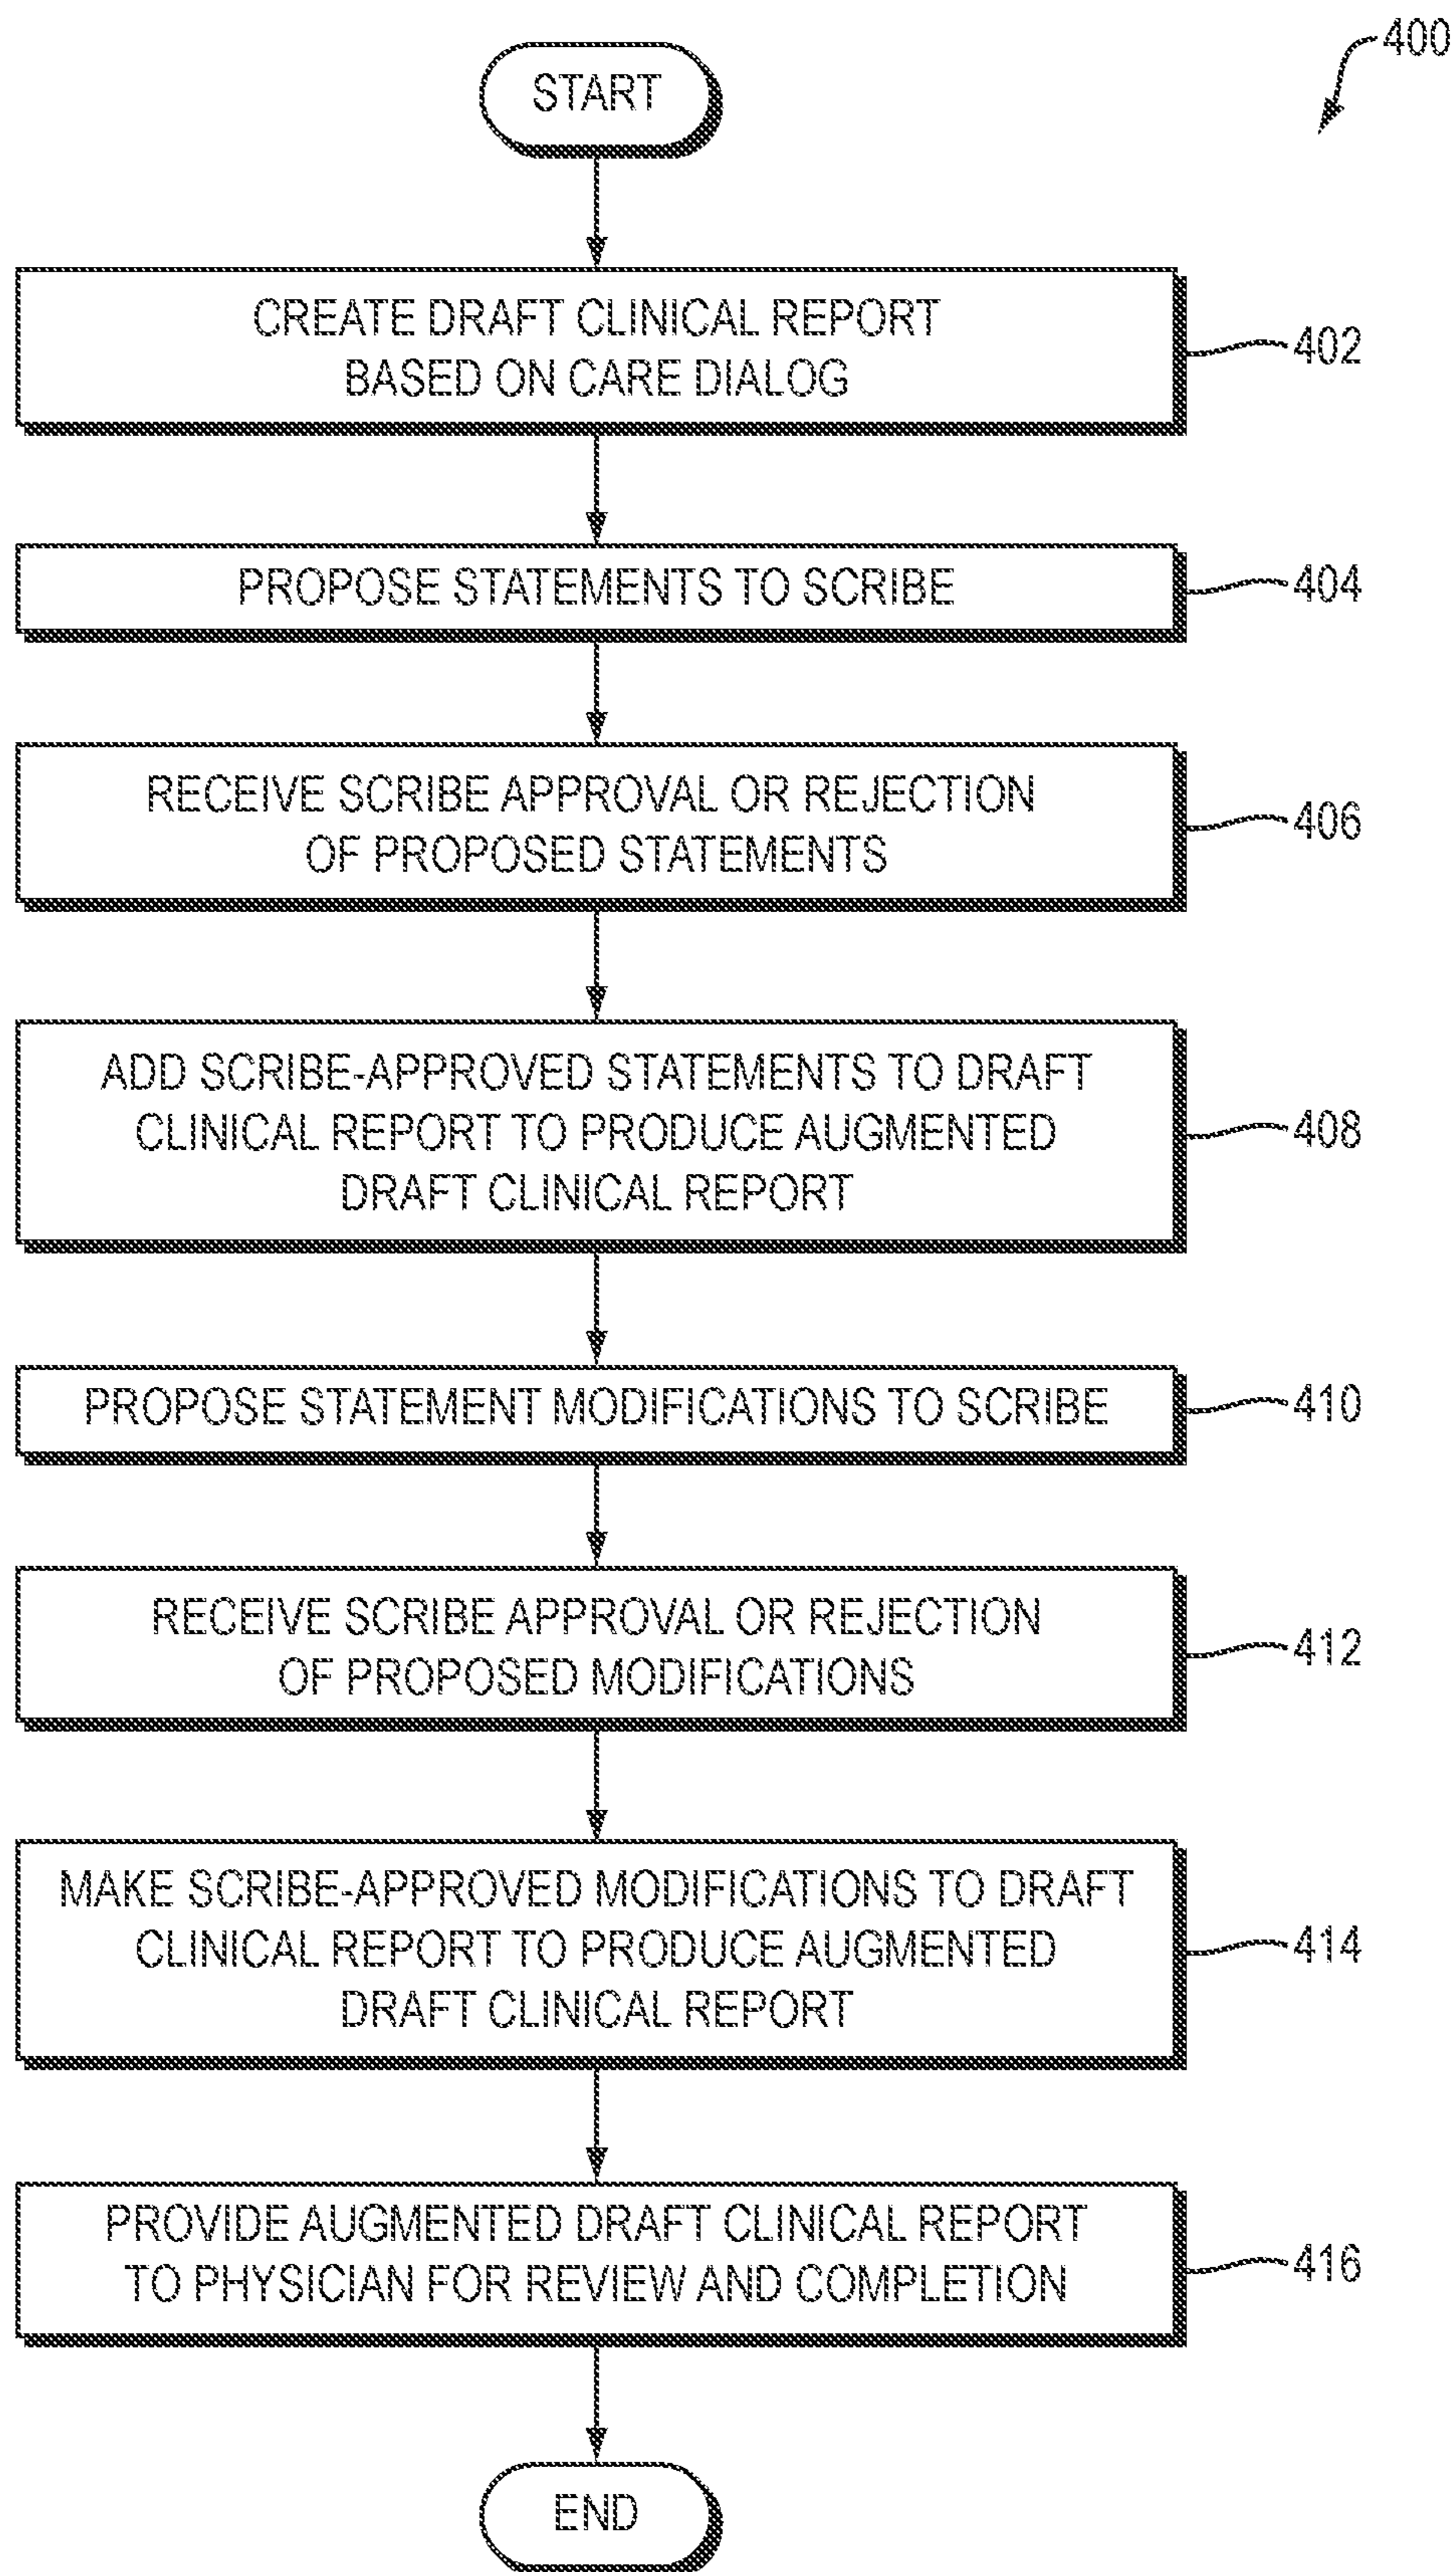 400
START
CREATE DRAFT CLINICAL REPORT
BASED ON CARE DIALOG
402
PROPOSE STATEMENTS TO SCRIBE
404
RECEIVE SCRIBE APPROVAL OR REJECTION
OF PROPOSED STATEMENTS
406
ADD SCRIBE-APPROVED STATEMENTS TO DRAFT
CLINICAL REPORT TO PRODUCE AUGMENTED
DRAFT CLINICAL REPORT
408
PROPOSE STATEMENT MODIFICATIONS TO SCRIBE
410
RECEIVE SCRIBE APPROVAL OR REJECTION
OF PROPOSED MODIFICATIONS
412
MAKE SCRIBE-APPROVED MODIFICATIONS TO DRAFT
CLINICAL REPORT TO PRODUCE AUGMENTED
DRAFT CLINICAL REPORT
414
PROVIDE AUGMENTED DRAFT CLINICAL REPORT
TO PHYSICIAN FOR REVIEW AND COMPLETION
416
END